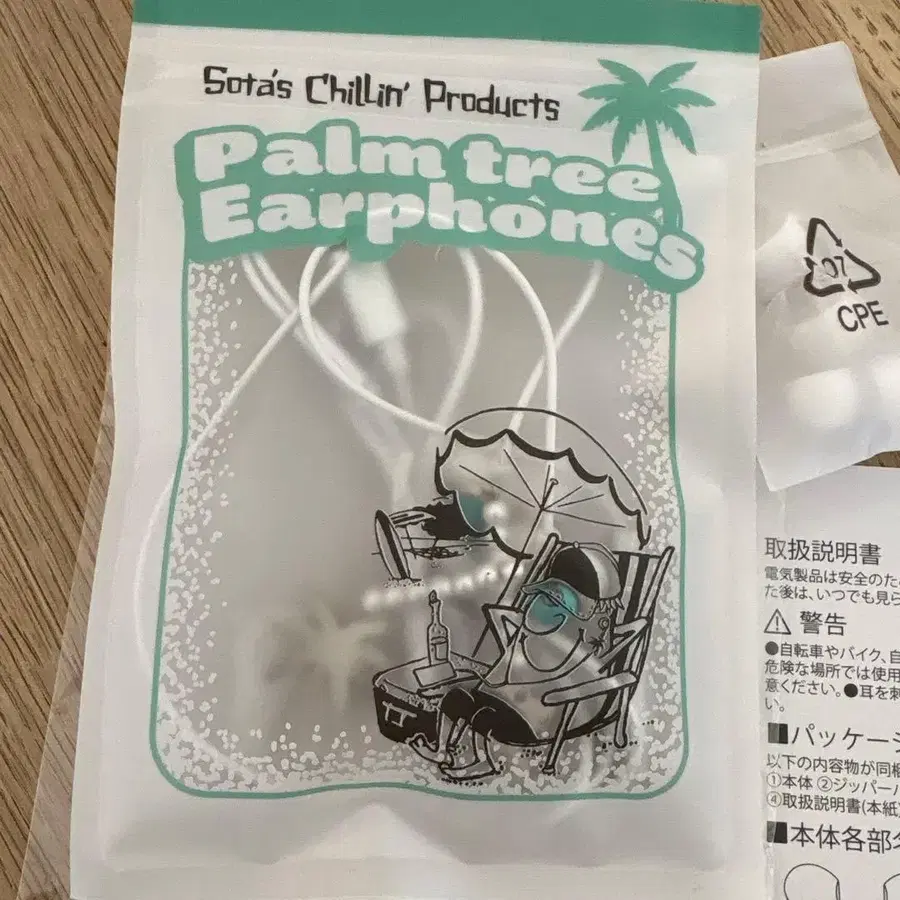 Sota's Chillin' Products
Palm tree
Earphones
07
CPE
取扱説明書
電気製品は安全のた
た後は、いつでも見ら
⚠ 警告
●自転車やバイク、自
危険な場所では使用
意ください。●耳を刺
い。
■パッケージ
以下の内容物が同梱
①本体 ②ジッパーバ
④取扱説明書(本紙)
■本体各部名